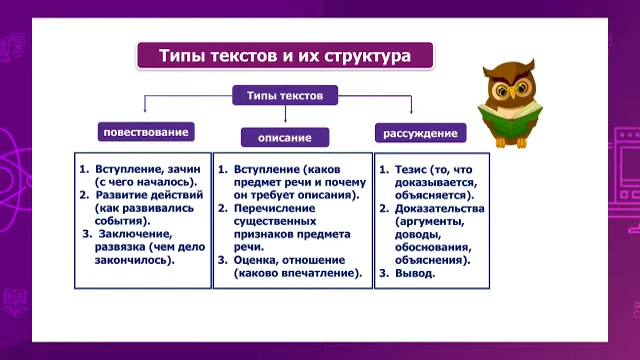 Типы текстов и их структура
Типы текстов
повествование
описание
рассуждение
1. Вступление, зачин
(с чего началось).
2. Развитие действий
(как развивались
события).
3. Заключение,
развязка (чем дело
закончилось).
1. Вступление (каков
предмет речи и почему
он требует описания).
2. Перечисление
существенных
признаков предмета
речи.
3. Оценка, отношение
(каково впечатление).
1. Тезис (то, что
доказывается,
объясняется).
2. Доказательства
(аргументы,
доводы,
обоснования,
объяснения).
3. Вывод.